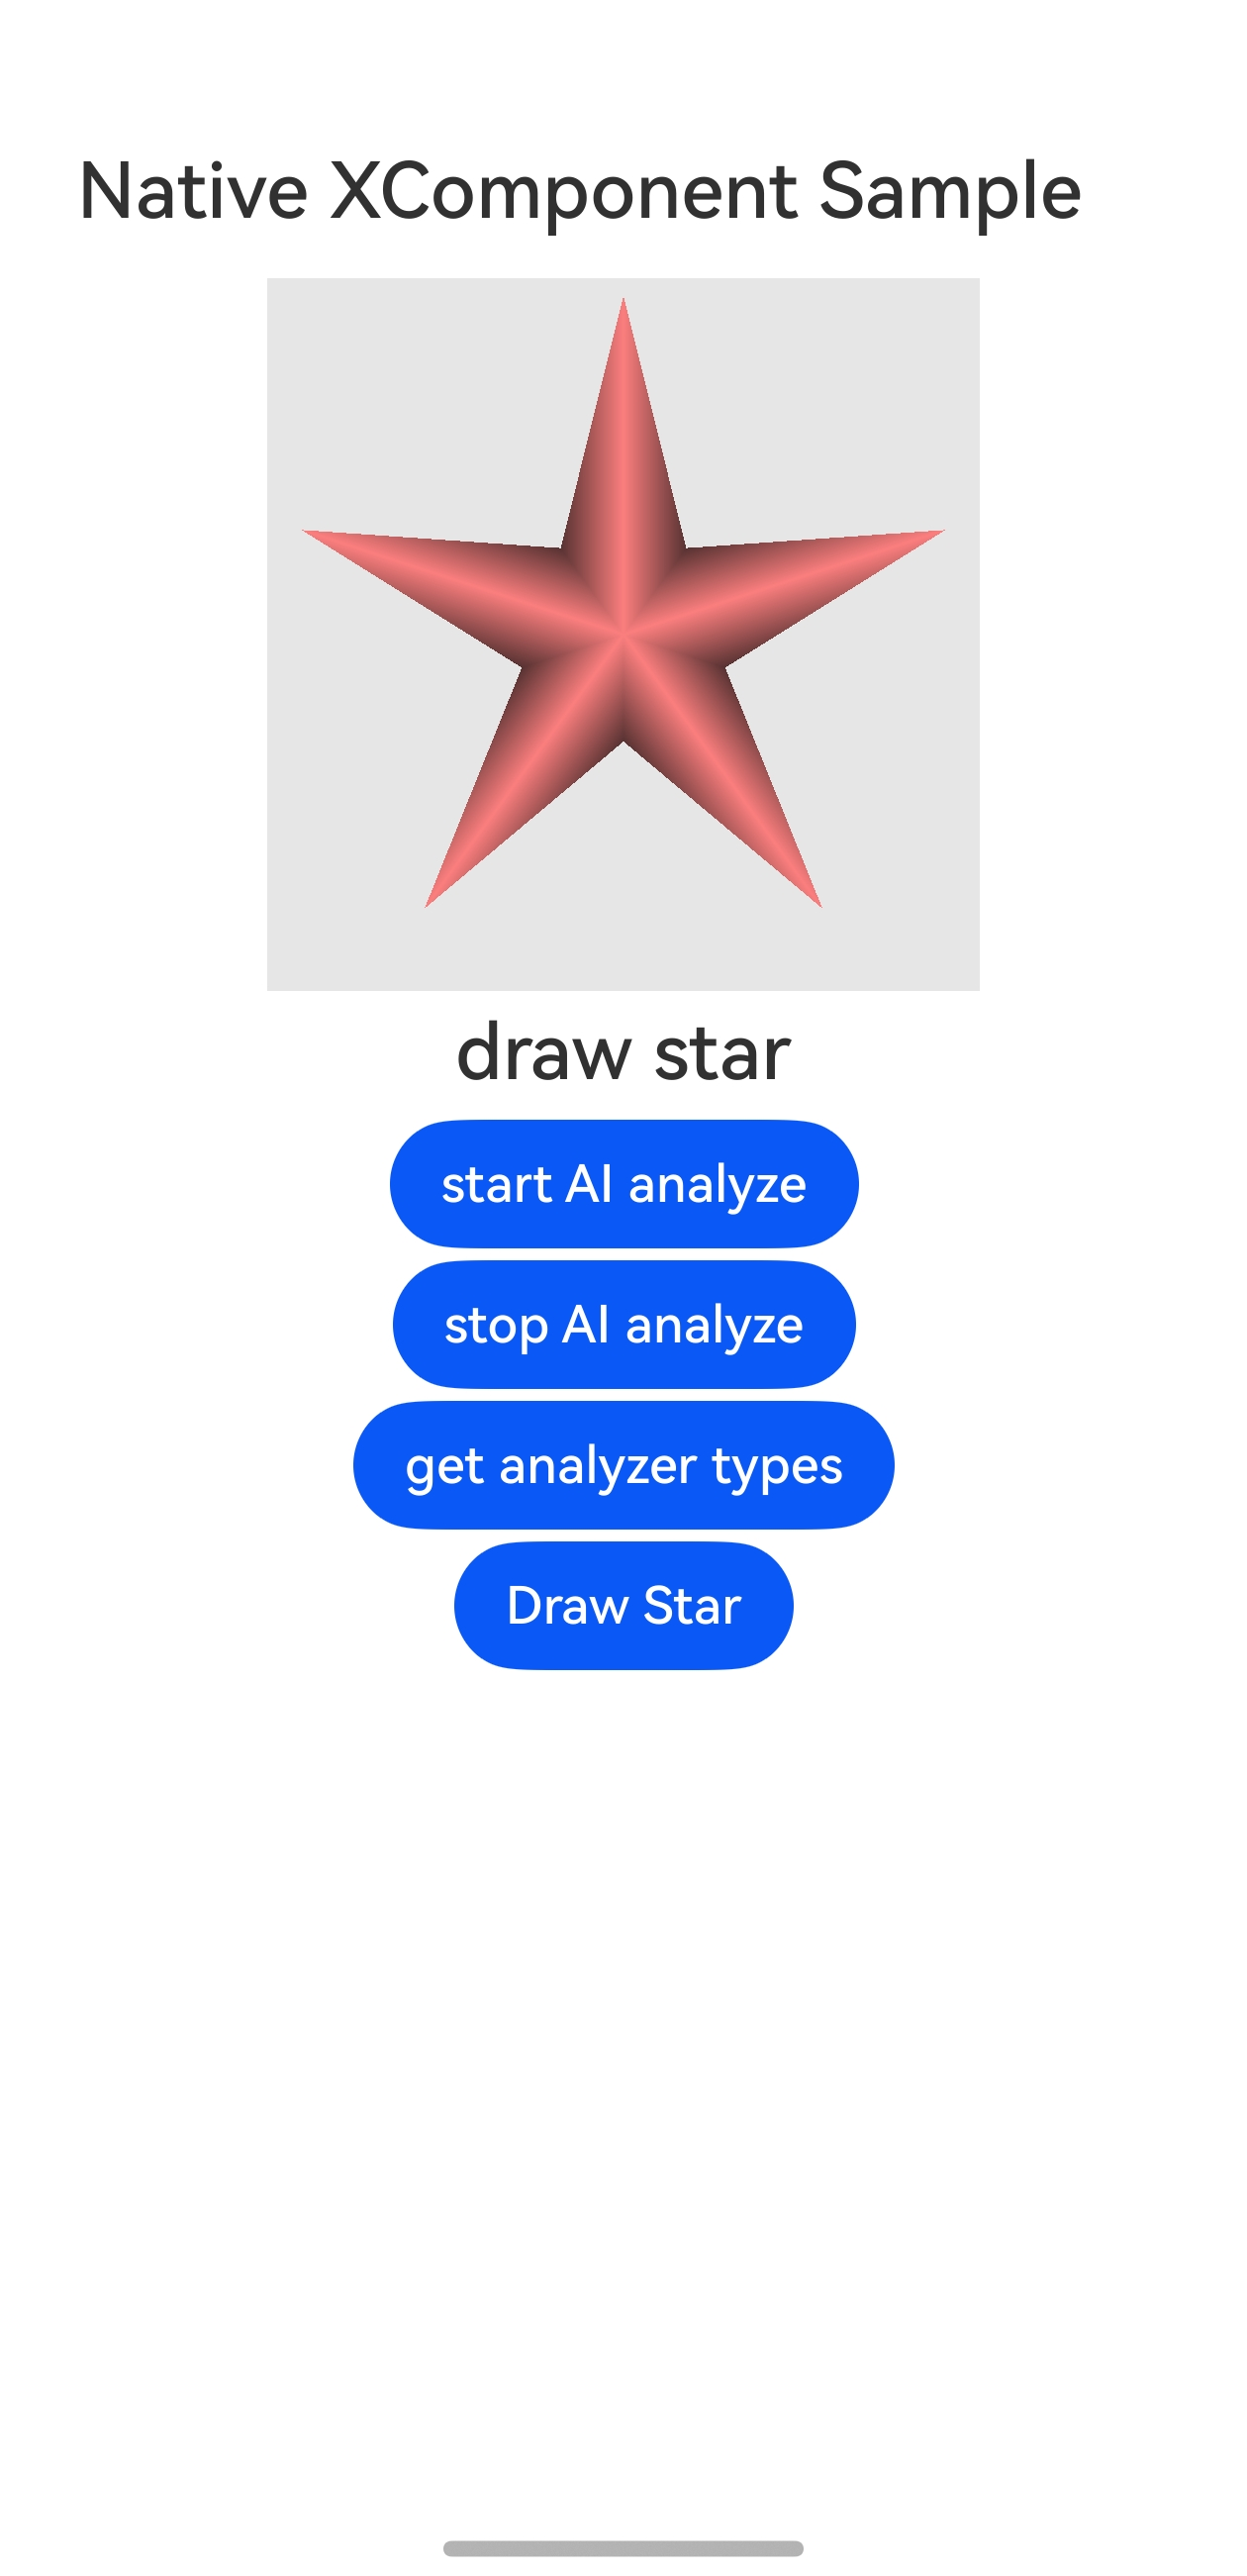 Native XComponent Sample
draw star
start AI analyze
stop AI analyze
get analyzer types
Draw Star